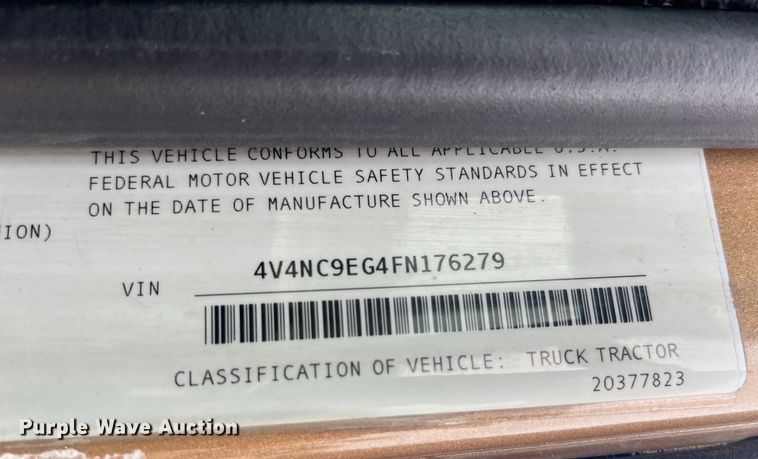 THIS VEHICLE CONFORMS TO ALL APPLICABLE U.S.A.
FEDERAL MOTOR VEHICLE SAFETY STANDARDS IN EFFECT
ON THE DATE OF MANUFACTURE SHOWN ABOVE.
ION)
VIN 4V4NC9EG4FN176279
CLASSIFICATION OF VEHICLE: TRUCK TRACTOR
20377823
Purple Wave Auction